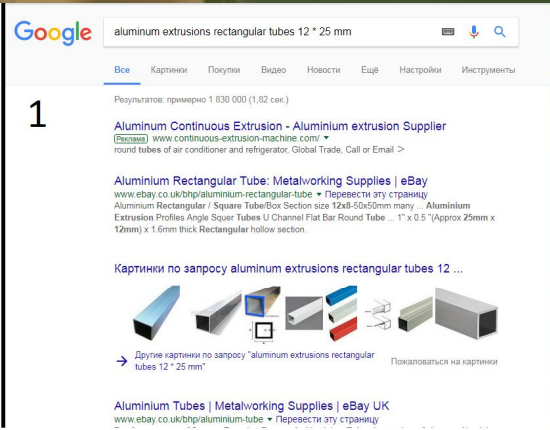 Google
aluminum extrusions rectangular tubes 12 * 25 mm
Все Картинки Покупки Видео Новости Ещё Настройки Инструменты
1
Результатов: примерно 1 830 000 (1,82 сек.)
Aluminum Continuous Extrusion - Aluminium extrusion Supplier
Реклама www.continuous-extrusion-machine.com/
round tubes of air conditioner and refrigerator, Global Trade, Call or Email >
Aluminium Rectangular Tube: Metalworking Supplies | eBay
www.ebay.co.uk/bhp/aluminium-rectangular-tube Перевести эту страницу
Aluminium Rectangular / Square Tube/Box Section size 12x8-50x50mm many ... Aluminium
Extrusion Profiles Angle Squer Tubes U Channel Flat Bar Round Tube ... 1" x 0.5 "(Approx 25mm x
12mm) x 1.6mm thick Rectangular hollow section.
Картинки по запросу aluminum extrusions rectangular tubes 12 ...
Другие картинки по запросу "aluminum extrusions rectangular
tubes 12 * 25 mm"
Пожаловаться на картинки
Aluminium Tubes | Metalworking Supplies | eBay UK
www.ebay.co.uk/bhp/aluminium-tube Перевести эту страницу